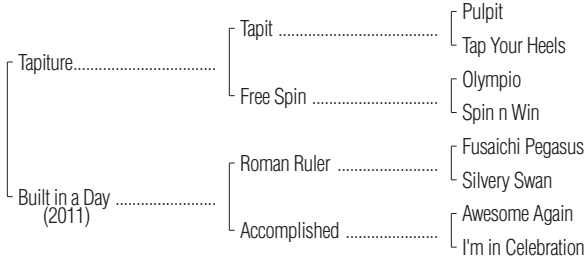 Pulpit
Tapit ........................................
Tap Your Heels
Tapiture....................................
Olympio
Free Spin ................................
Spin n Win
Fusaichi Pegasus
Roman Ruler .........................
Silvery Swan
Built in a Day .........................
(2011)
Awesome Again
Accomplished .......................
I'm in Celebration